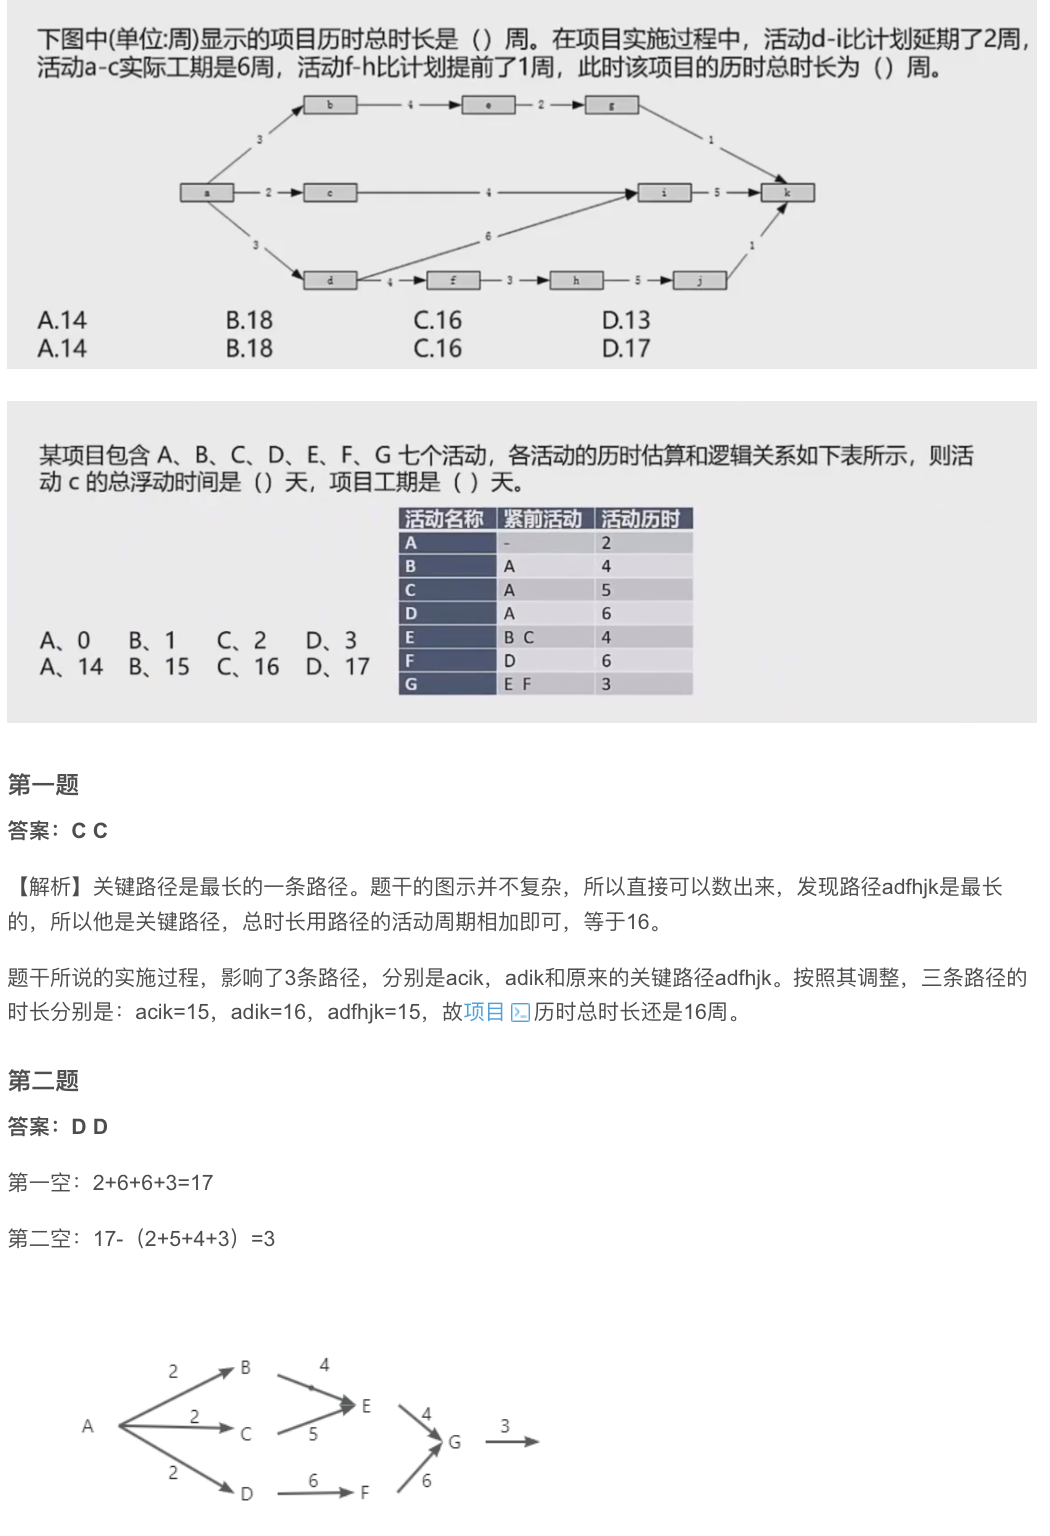 下图中(单位:周)显示的项目历时总时长是（）周。在项目实施过程中，活动d-i比计划延期了2周，
活动a-c实际工期是6周，活动f-h比计划提前了1周，此时该项目的历时总时长为（）周。
b 4 e 2 g
3 1
a 2 c 4 i 5 k
3 6 1
d 4 f 3 h 5 j
A.14 B.18 C.16 D.13
A.14 B.18 C.16 D.17
某项目包含 A、B、C、D、E、F、G 七个活动，各活动的历时估算和逻辑关系如下表所示，则活
动 c 的总浮动时间是（）天，项目工期是（ ）天。
活动名称 紧前活动 活动历时
A - 2
B A 4
C A 5
D A 6
E B C 4
F D 6
G E F 3
A、0 B、1 C、2 D、3
A、14 B、15 C、16 D、17
第一题
答案：C C
【解析】关键路径是最长的一条路径。题干的图示并不复杂，所以直接可以数出来，发现路径adfhjk是最长
的，所以他是关键路径，总时长用路径的活动周期相加即可，等于16。
题干所说的实施过程，影响了3条路径，分别是acik，adik和原来的关键路径adfhjk。按照其调整，三条路径的
时长分别是：acik=15，adik=16，adfhjk=15，故项目历时总时长还是16周。
第二题
答案：D D
第一空：2+6+6+3=17
第二空：17-（2+5+4+3）=3
2 B 4
E
A 2 C 5 4 G 3
2 D 6 F 6